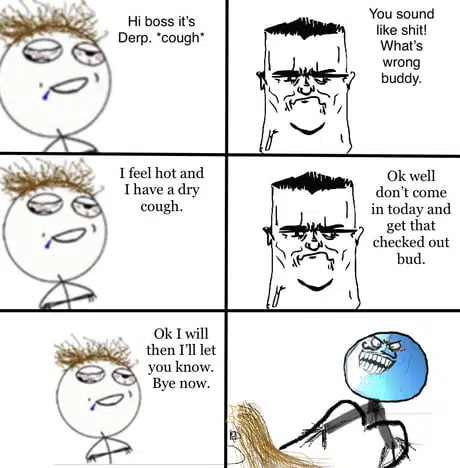 Hi boss it's
Derp. *cough*
You sound
like shit!
What's
wrong
buddy.
I feel hot and
I have a dry
cough.
Ok well
don't come
in today and
get that
checked out
bud.
Ok I will
then I'll let
you know.
Bye now.